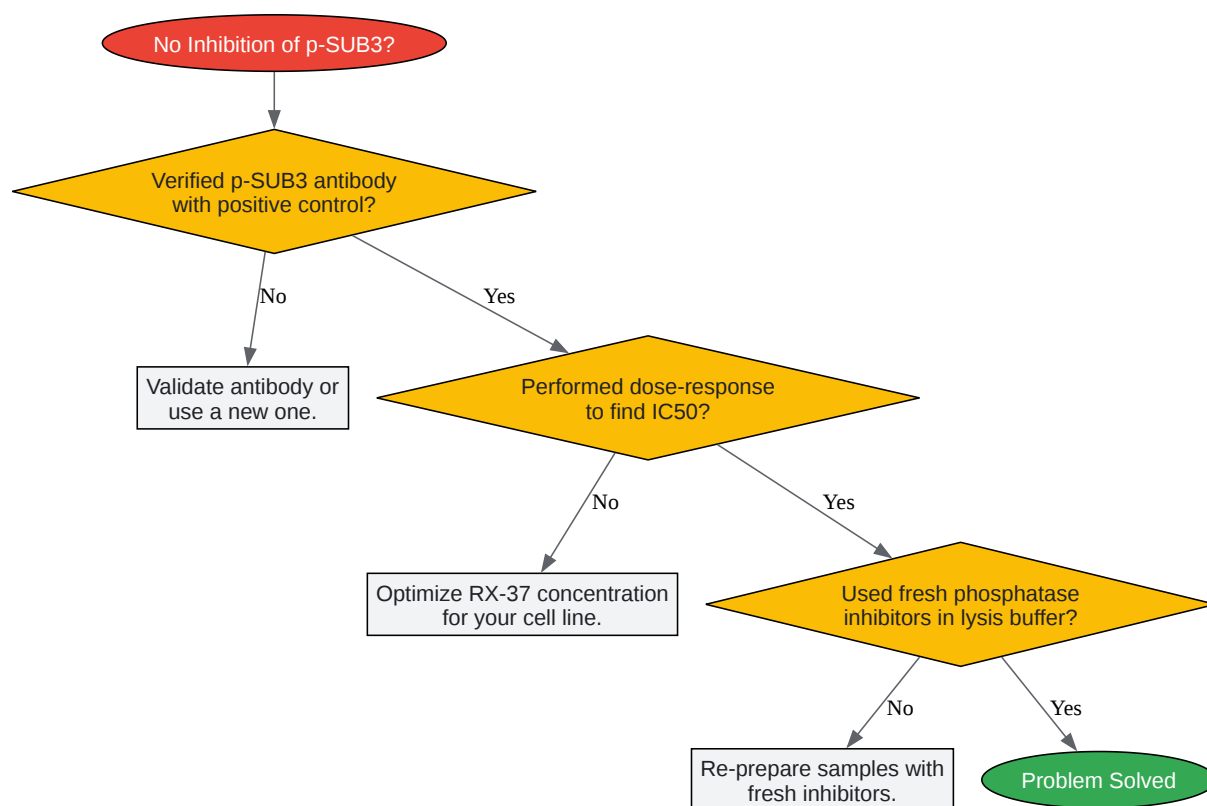 No Inhibition of p-SUB3?
Verified p-SUB3 antibody
with positive control?
No
Yes
Validate antibody or
use a new one.
Performed dose-response
to find IC50?
No
Yes
Optimize RX-37 concentration
for your cell line.
Used fresh phosphatase
inhibitors in lysis buffer?
No
Yes
Re-prepare samples with
fresh inhibitors.
Problem Solved